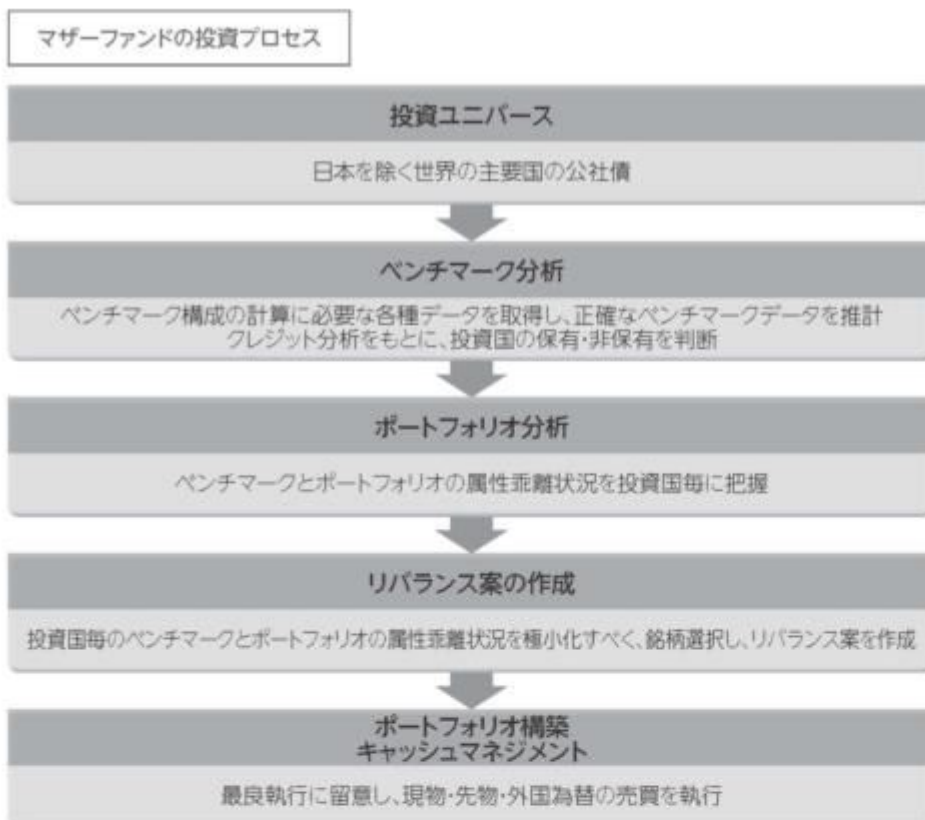 マザーファンドの投資プロセス
投資ユニバース
日本を除く世界の主要国の公社債
ベンチマーク分析
ベンチマーク構成の計算に必要な各種データを取得し、正確なベンチマークデータを推計
クレジット分析をもとに、投資国の保有・非保有を判断
ポートフォリオ分析
ベンチマークとポートフォリオの属性乖離状況を投資国毎に把握
リバランス案の作成
投資国毎のベンチマークとポートフォリオの属性乖離状況を極小化すべく、銘柄選択し、リバランス案を作成
ポートフォリオ構築
キャッシュマネジメント
最良執行に留意し、現物・先物・外国為替の売買を執行